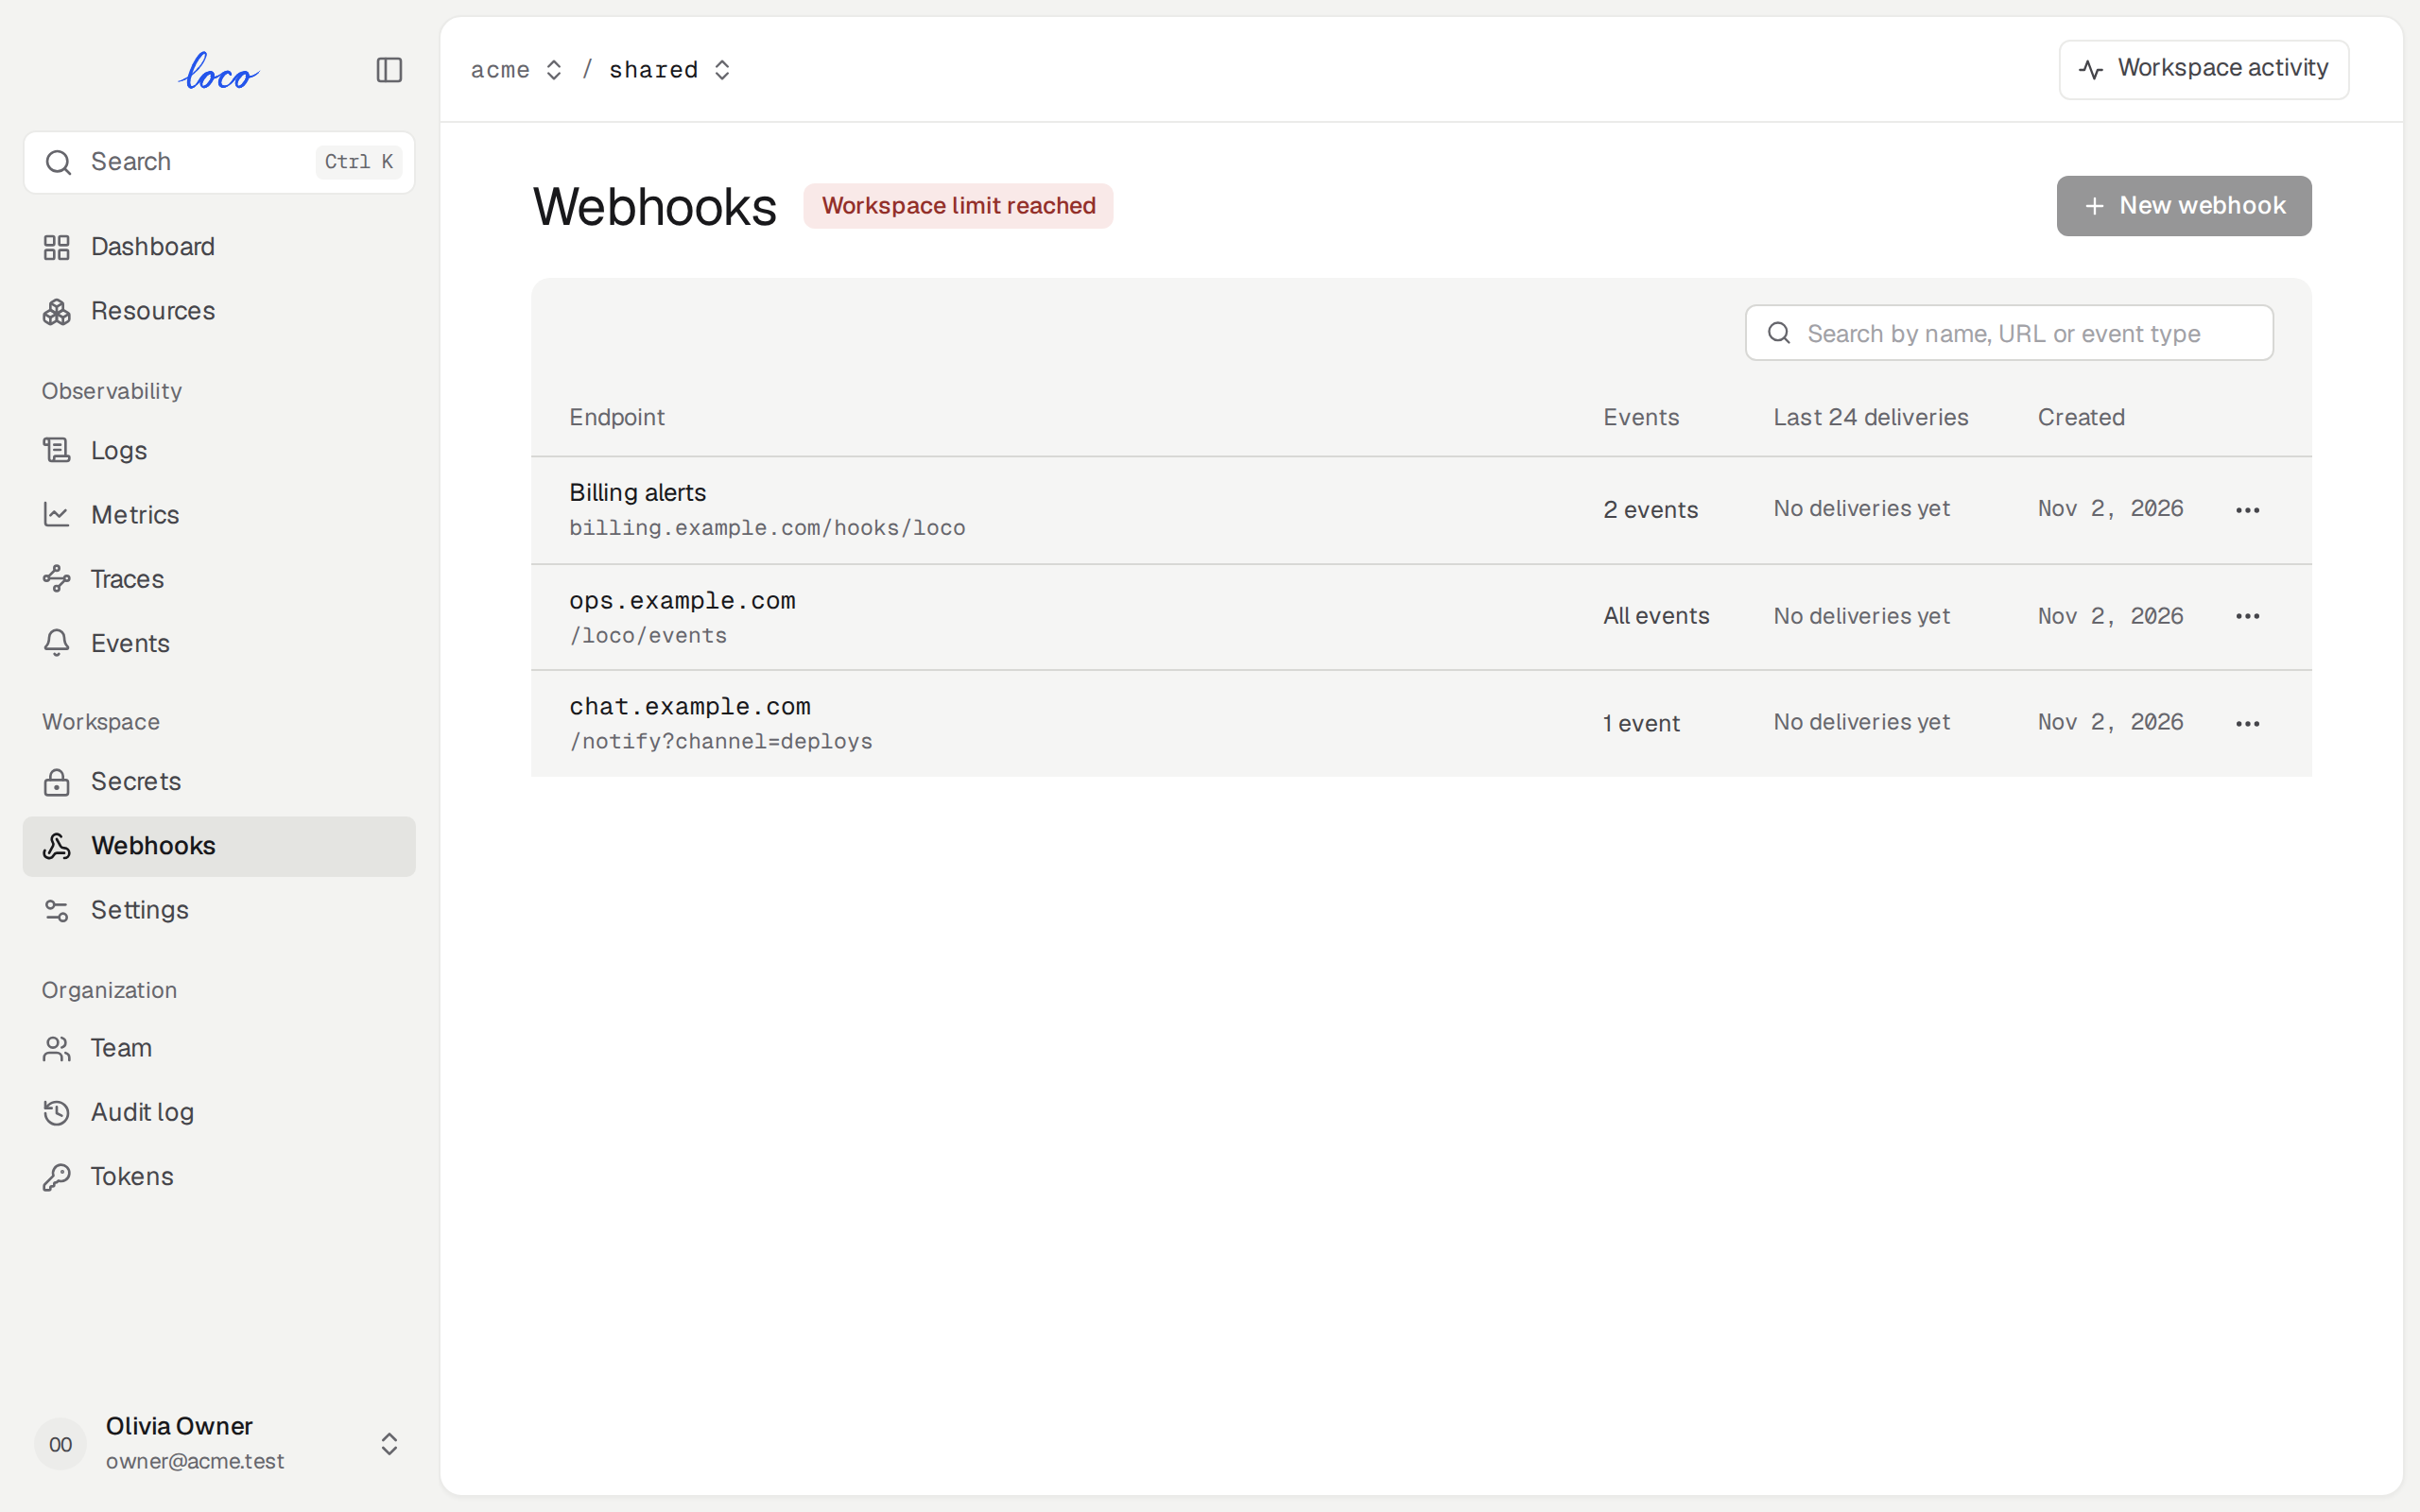 loco
Search Ctrl K
Dashboard
Resources
Observability
Logs
Metrics
Traces
Events
Workspace
Secrets
Webhooks
Settings
Organization
Team
Audit log
Tokens
OO Olivia Owner
owner@acme.test
acme / shared
Workspace activity
Webhooks Workspace limit reached
New webhook
Search by name, URL or event type
Endpoint Events Last 24 deliveries Created
Billing alerts
billing.example.com/hooks/loco
2 events No deliveries yet Nov 2, 2026
ops.example.com
/loco/events
All events No deliveries yet Nov 2, 2026
chat.example.com
/notify?channel=deploys
1 event No deliveries yet Nov 2, 2026